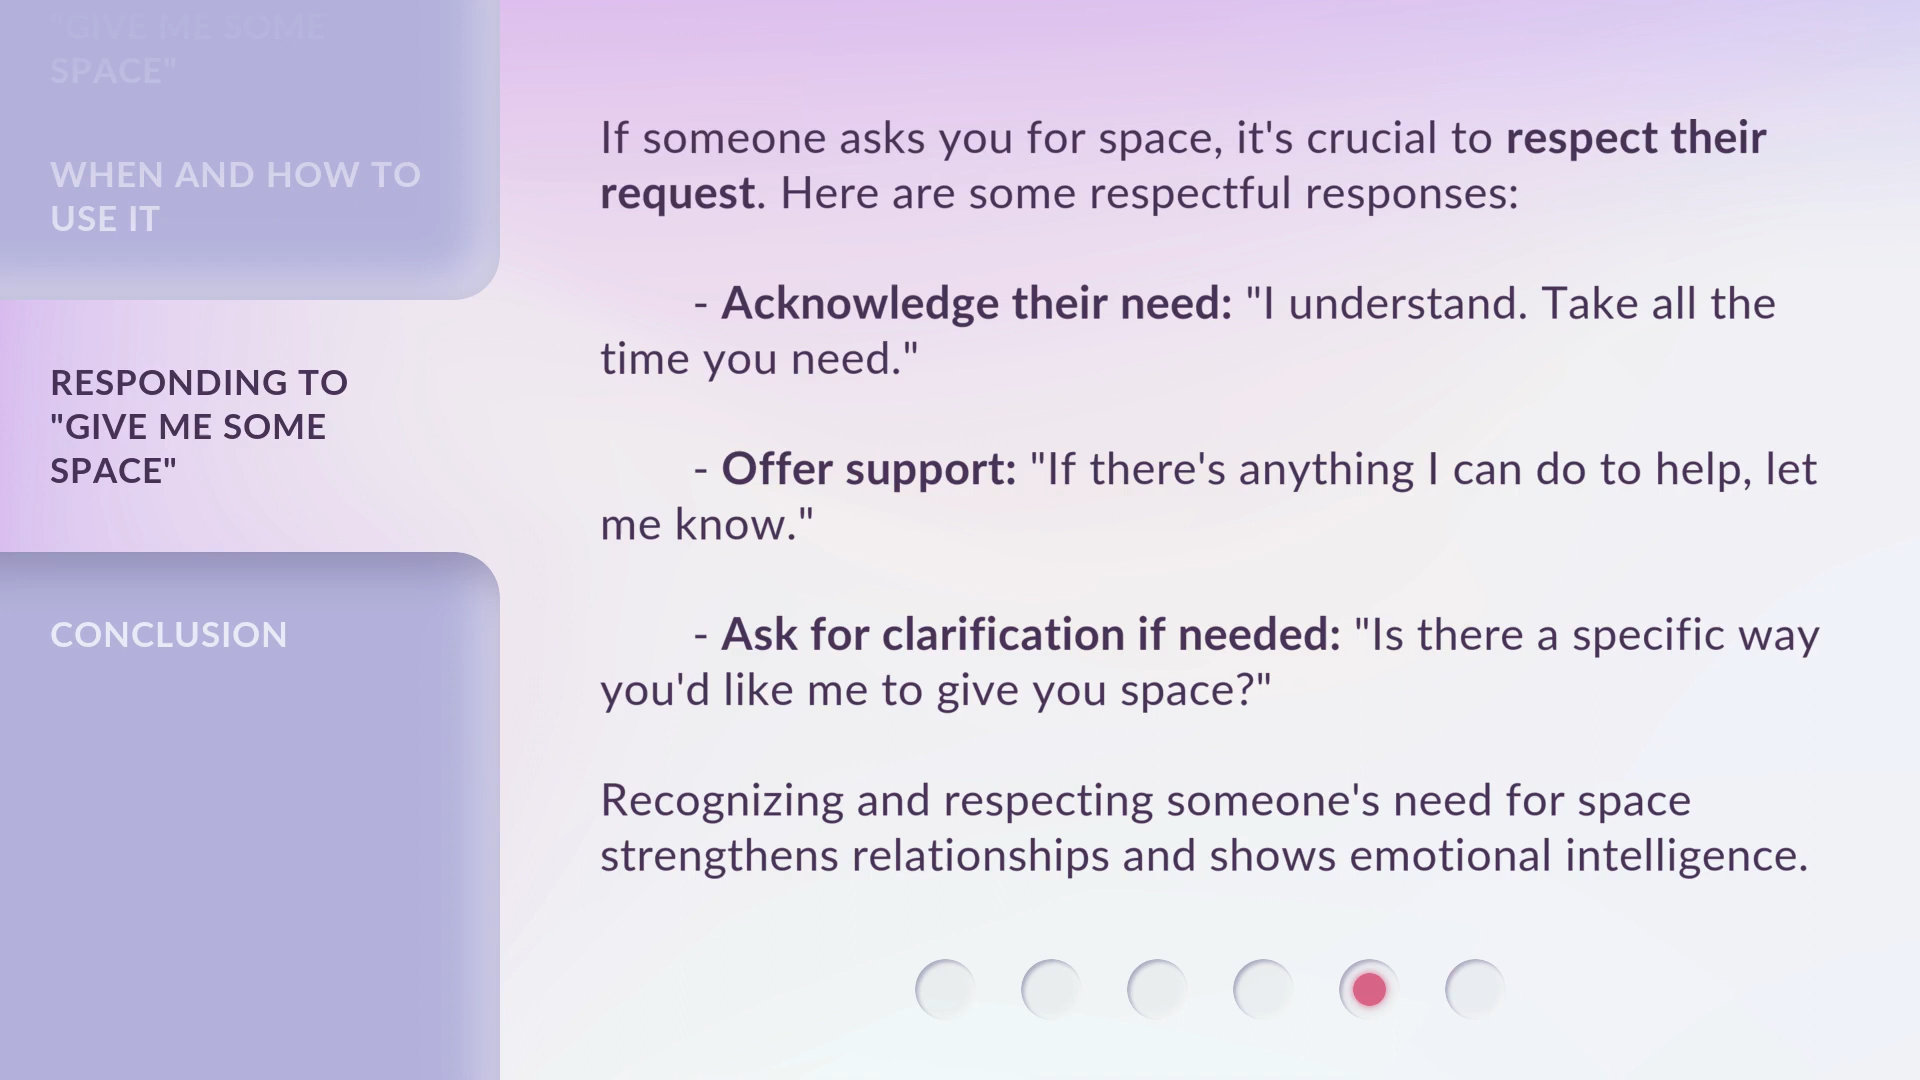 "GIVE ME SOME
SPACE"
WHEN AND HOW TO
USE IT
RESPONDING TO
"GIVE ME SOME
SPACE"
CONCLUSION
If someone asks you for space, it's crucial to respect their
request. Here are some respectful responses:
- Acknowledge their need: "I understand. Take all the
time you need."
- Offer support: "If there's anything I can do to help, let
me know."
- Ask for clarification if needed: "Is there a specific way
you'd like me to give you space?"
Recognizing and respecting someone's need for space
strengthens relationships and shows emotional intelligence.